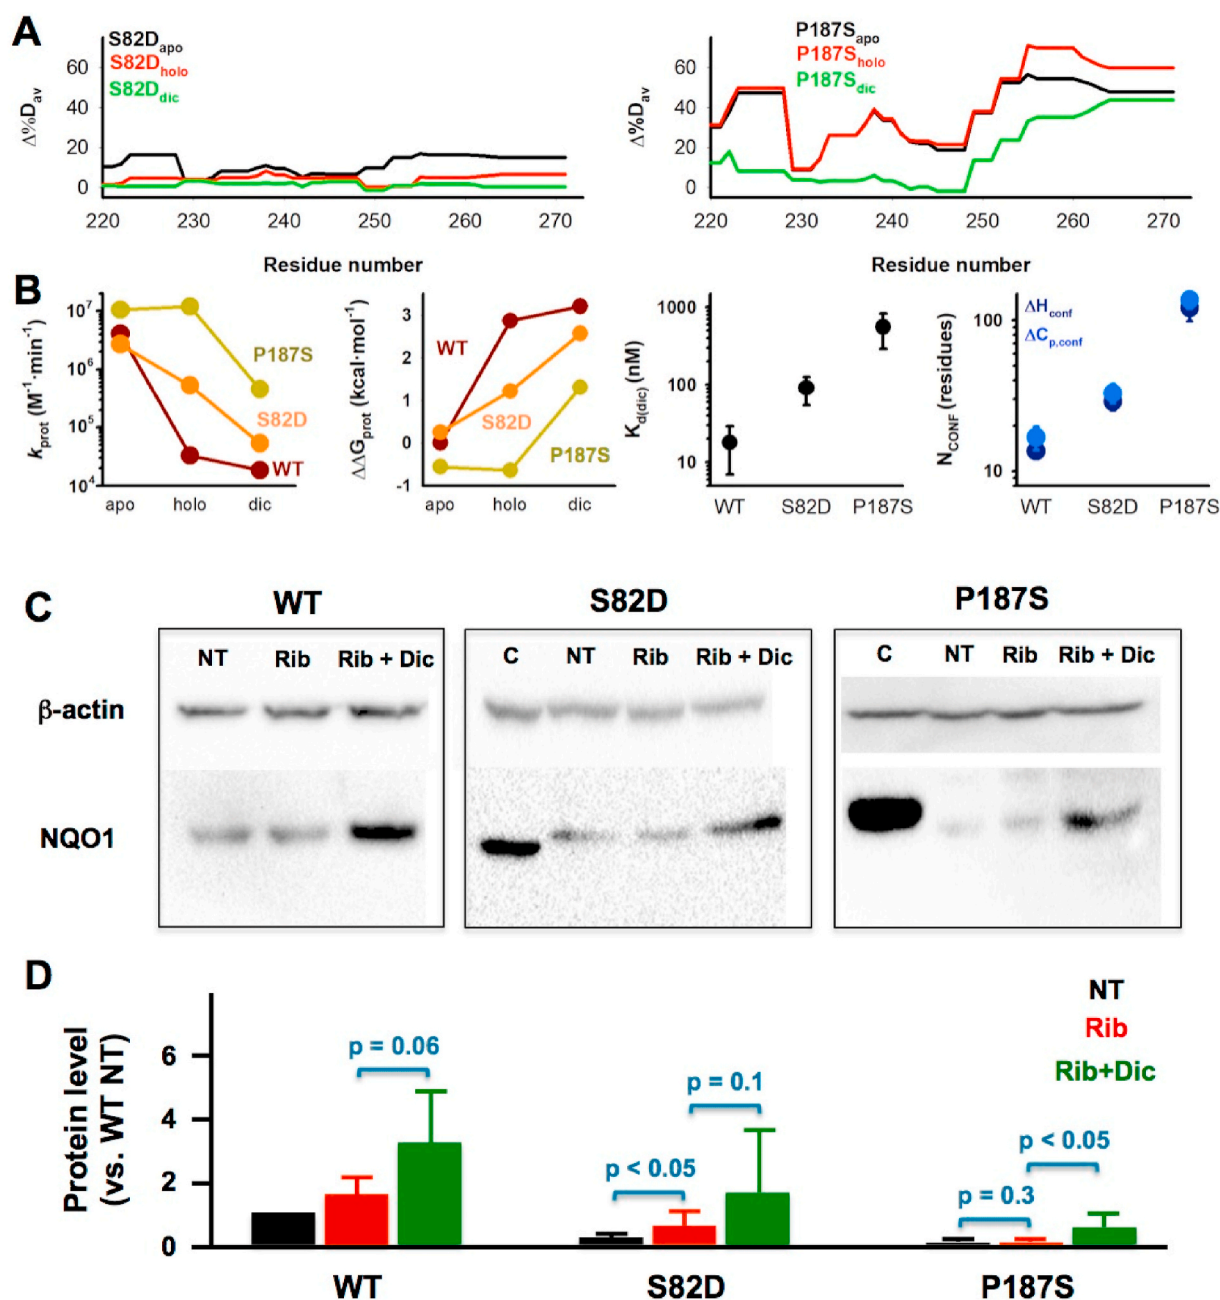 A
S82Dapo
S82Dholo
S82Ddic
Δ%Dav
60
40
20
0
220 230 240 250 260 270
Residue number
P187Sapo
P187Sholo
P187Sdic
Δ%Dav
60
40
20
0
220 230 240 250 260 270
Residue number
B
kprot (M⁻¹·min⁻¹)
10⁷
10⁶
10⁵
10⁴
P187S
S82D
WT
apo holo dic
ΔΔGprot (kcal·mol⁻¹)
3
2
1
0
-1
WT
S82D
P187S
apo holo dic
Kd(dic) (nM)
1000
100
10
WT S82D P187S
NCONF (residues)
100
10
ΔHconf
ΔCp,conf
WT S82D P187S
C
WT
S82D
P187S
NT Rib Rib + Dic
C NT Rib Rib + Dic
C NT Rib Rib + Dic
β-actin
NQO1
D
Protein level
(vs. WT NT)
6
4
2
0
p = 0.06
p < 0.05
p = 0.1
p = 0.3
p < 0.05
NT
Rib
Rib+Dic
WT S82D P187S